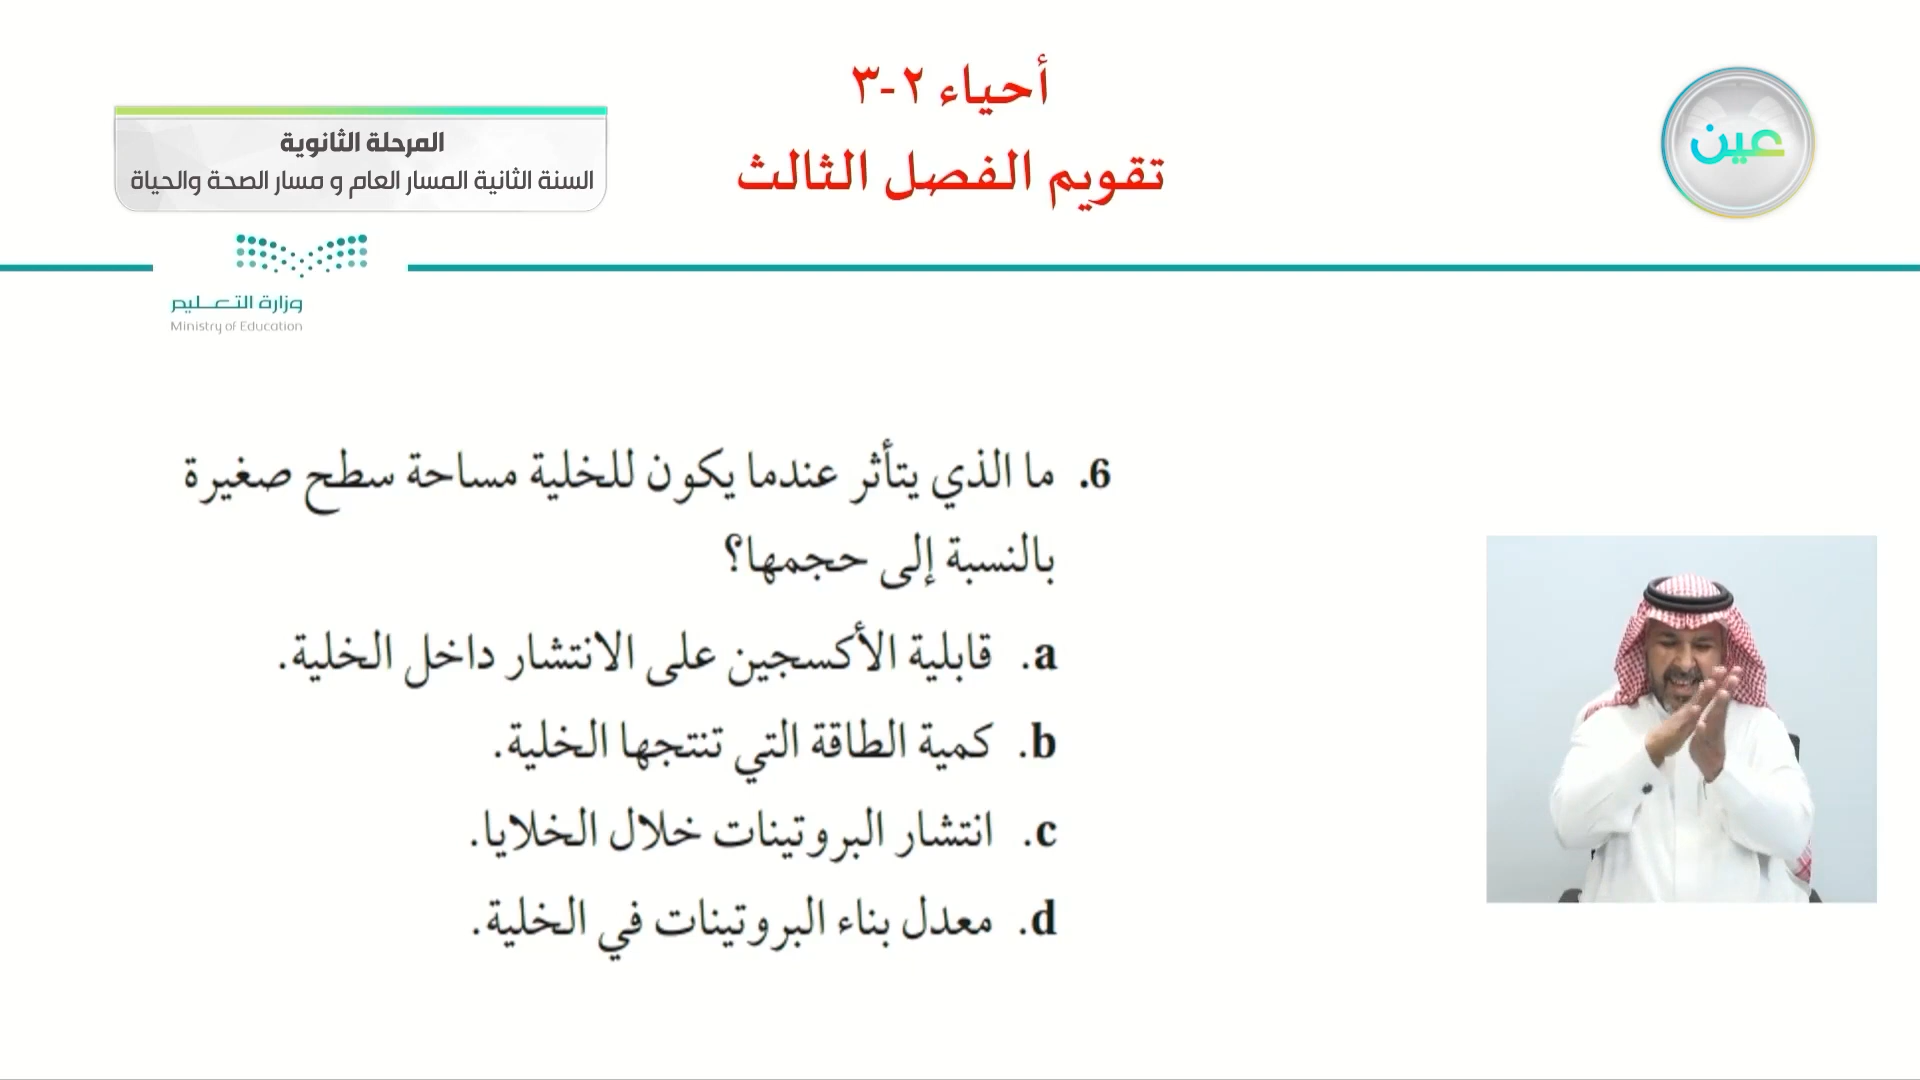 أحياء ٢-٣
تقويم الفصل الثالث
عين
المرحلة الثانوية
السنة الثانية المسار العام و مسار الصحة والحياة
وزارة التعليم
Ministry of Education
6. ما الذي يتأثر عندما يكون للخلية مساحة سطح صغيرة
بالنسبة إلى حجمها؟
a. قابلية الأكسجين على الانتشار داخل الخلية.
b. كمية الطاقة التي تنتجها الخلية.
c. انتشار البروتينات خلال الخلايا.
d. معدل بناء البروتينات في الخلية.